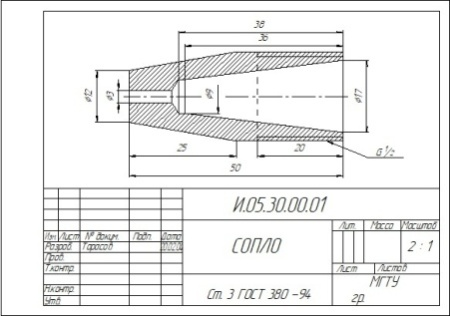 38
36
ø12
ø3
ø9
ø17
25
20
G 1/2
50
И.05.30.00.01
Лит. Масса Масштаб
Изм Лист № докум. Подп. Дата
Разраб. Тарасов
СОПЛО
2 : 1
Пров.
Т.контр.
Лист Листов
Н.контр.
Утв.
Ст. 3 ГОСТ 380 -94
МГТУ
гр.